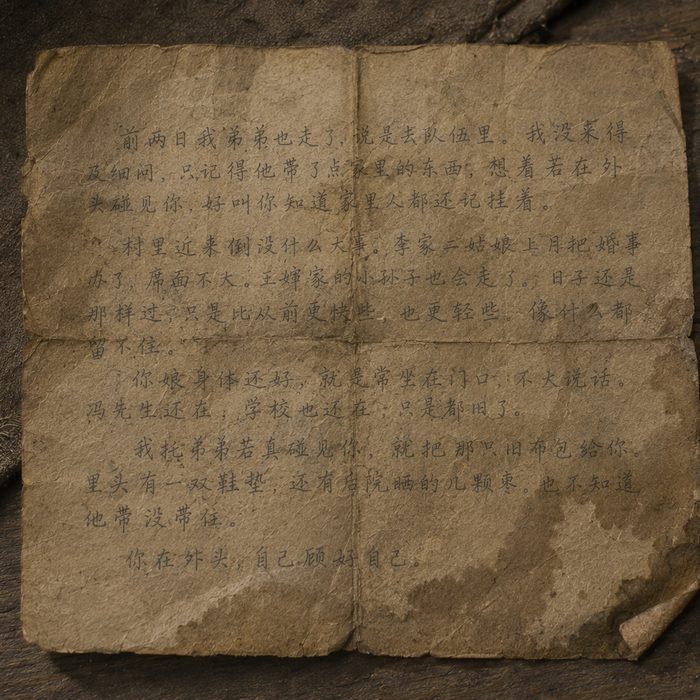 前两日我弟弟也走了，说是去队伍里。我没来得
及细问，只记得他带了点家里的东西，想着若在外
头碰见你，好叫你知道家里人都还记挂着。
村里近来倒没什么大事。李家二姑娘上月把婚事
办了，席面不大。王婶家的小孙子也会走了。日子还是
那样过，只是比从前更快些，也更轻些。像什么都
留不住。
你娘身体还好，就是常坐在门口，不大说话。
冯先生还在，学校也还在，只是都旧了。
我托弟弟若真碰见你，就把那只旧布包给你。
里头有一双鞋垫，还有后院晒的几颗枣。也不知道
他带没带住。
你在外头，自己顾好自己。